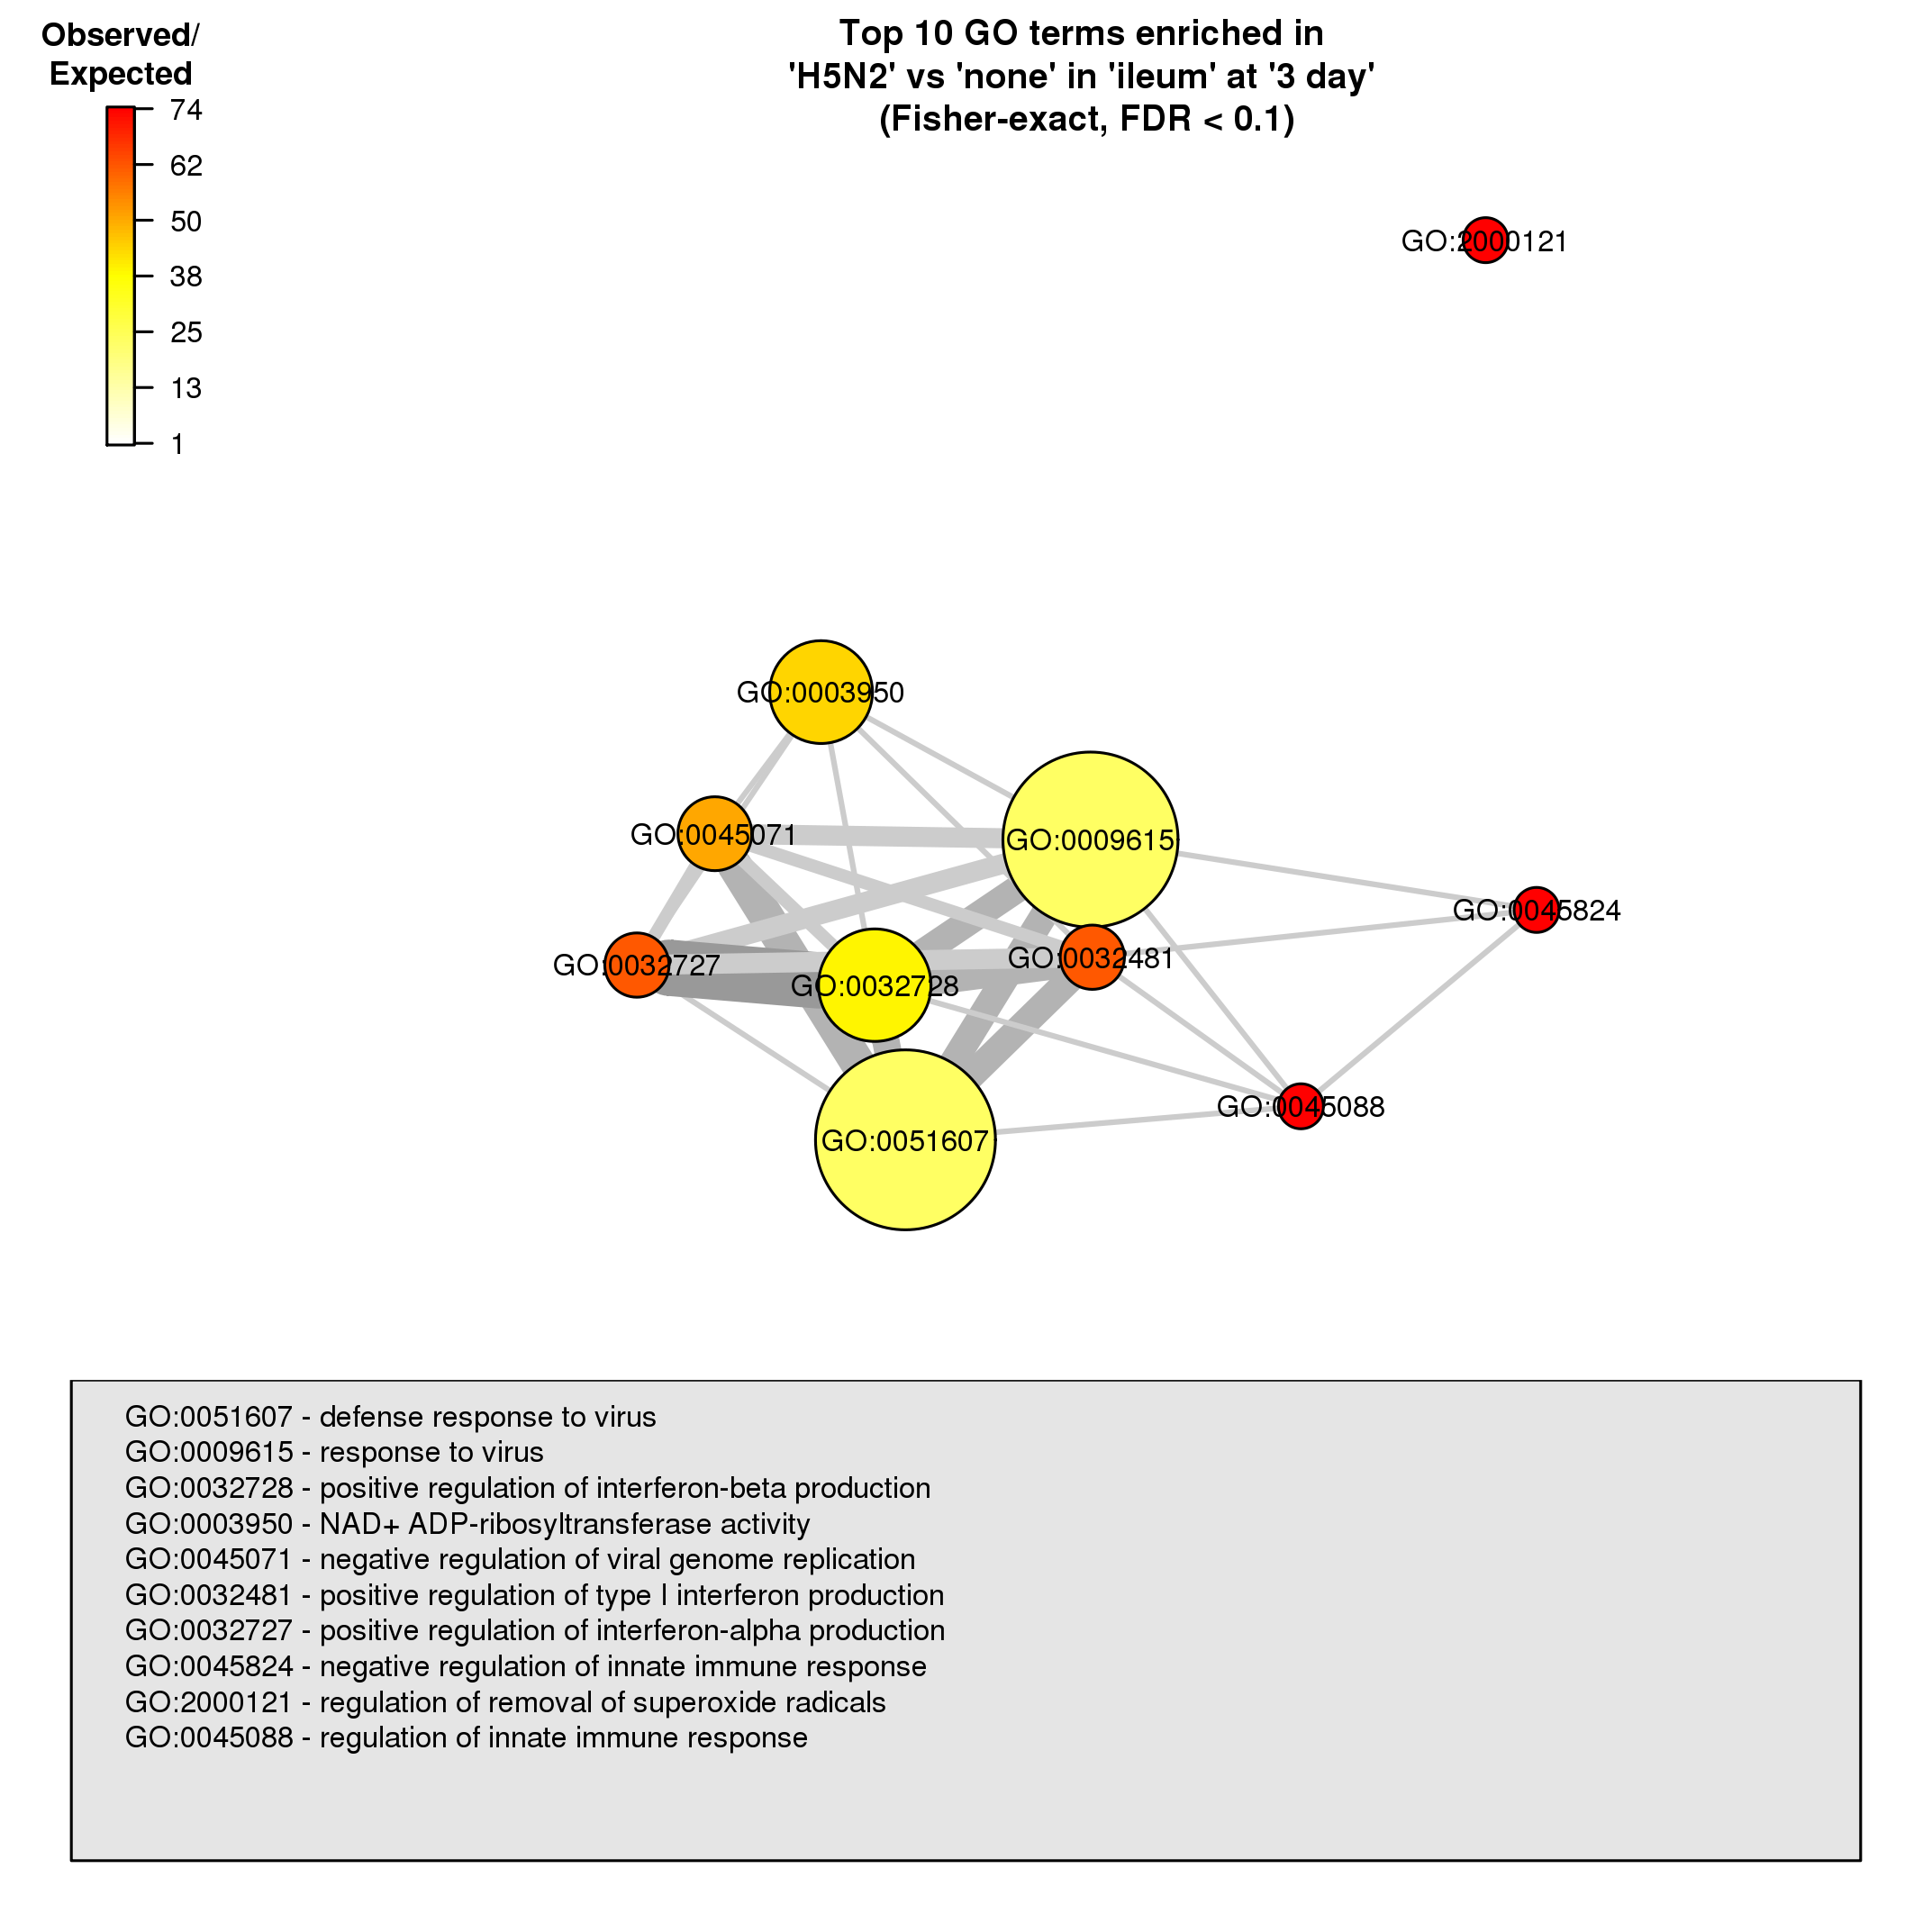 Observed/
Expected
74
62
50
38
25
13
1
Top 10 GO terms enriched in
'H5N2' vs 'none' in 'ileum' at '3 day'
(Fisher-exact, FDR < 0.1)
GO:2000121
GO:0003950
GO:0045071
GO:0009615
GO:0045824
GO:0032727
GO:0032481
GO:0032728
GO:0045088
GO:0051607
GO:0051607 - defense response to virus
GO:0009615 - response to virus
GO:0032728 - positive regulation of interferon-beta production
GO:0003950 - NAD+ ADP-ribosyltransferase activity
GO:0045071 - negative regulation of viral genome replication
GO:0032481 - positive regulation of type I interferon production
GO:0032727 - positive regulation of interferon-alpha production
GO:0045824 - negative regulation of innate immune response
GO:2000121 - regulation of removal of superoxide radicals
GO:0045088 - regulation of innate immune response